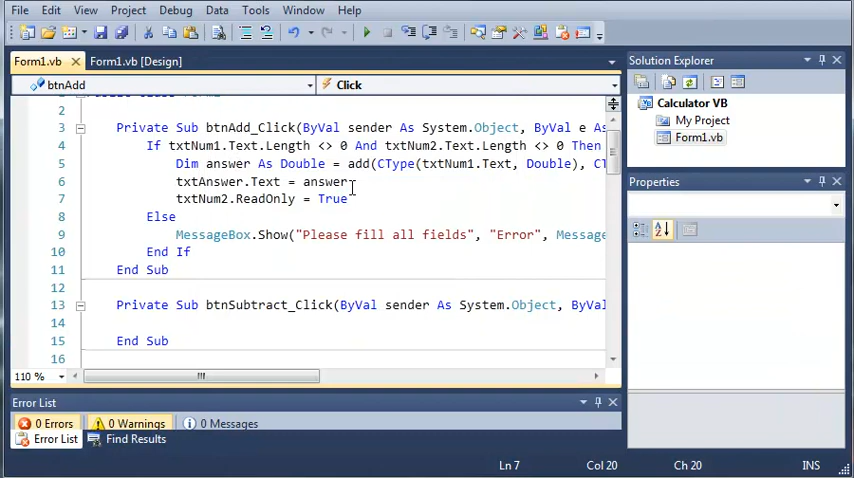 File Edit View Project Debug Data Tools Window Help
Form1.vb Form1.vb [Design]
btnAdd Click
2
3 Private Sub btnAdd_Click(ByVal sender As System.Object, ByVal e As
4 If txtNum1.Text.Length <> 0 And txtNum2.Text.Length <> 0 Then
5 Dim answer As Double = add(CType(txtNum1.Text, Double), CT
6 txtAnswer.Text = answer
7 txtNum2.ReadOnly = True
8 Else
9 MessageBox.Show("Please fill all fields", "Error", Message
10 End If
11 End Sub
12
13 Private Sub btnSubtract_Click(ByVal sender As System.Object, ByVal
14
15 End Sub
16
110 %
Error List
0 Errors 0 Warnings 0 Messages
Error List Find Results
Ln 7 Col 20 Ch 20 INS
Solution Explorer
Calculator VB
My Project
Form1.vb
Properties